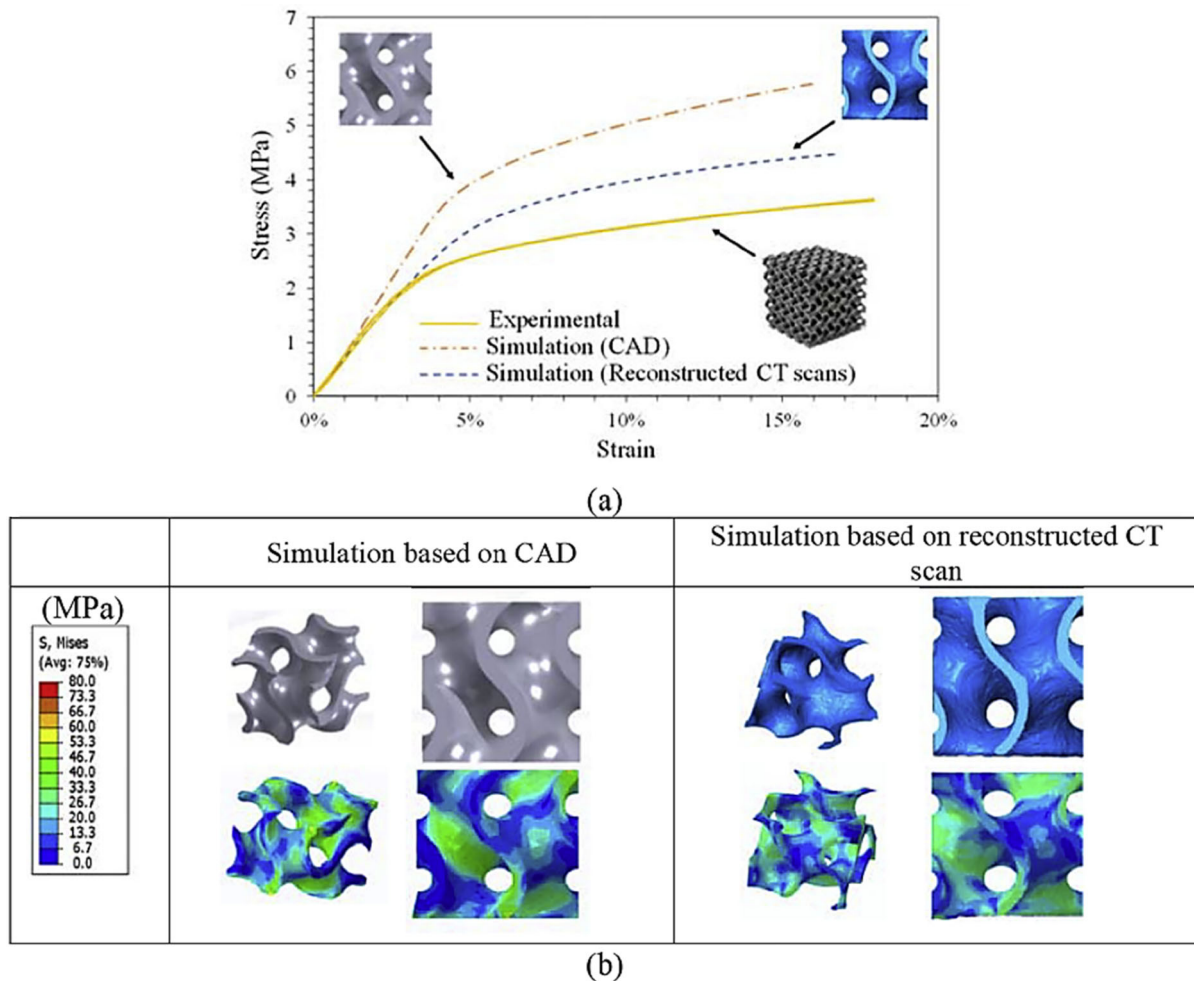 7
6
5
4
3
2
1
0
Stress (MPa)
Experimental
Simulation (CAD)
Simulation (Reconstructed CT scans)
0% 5% 10% 15% 20%
Strain
(a)
Simulation based on CAD
Simulation based on reconstructed CT
scan
(MPa)
S, Mises
(Avg: 75%)
80.0
73.3
66.7
60.0
53.3
46.7
40.0
33.3
26.7
20.0
13.3
6.7
0.0
(b)